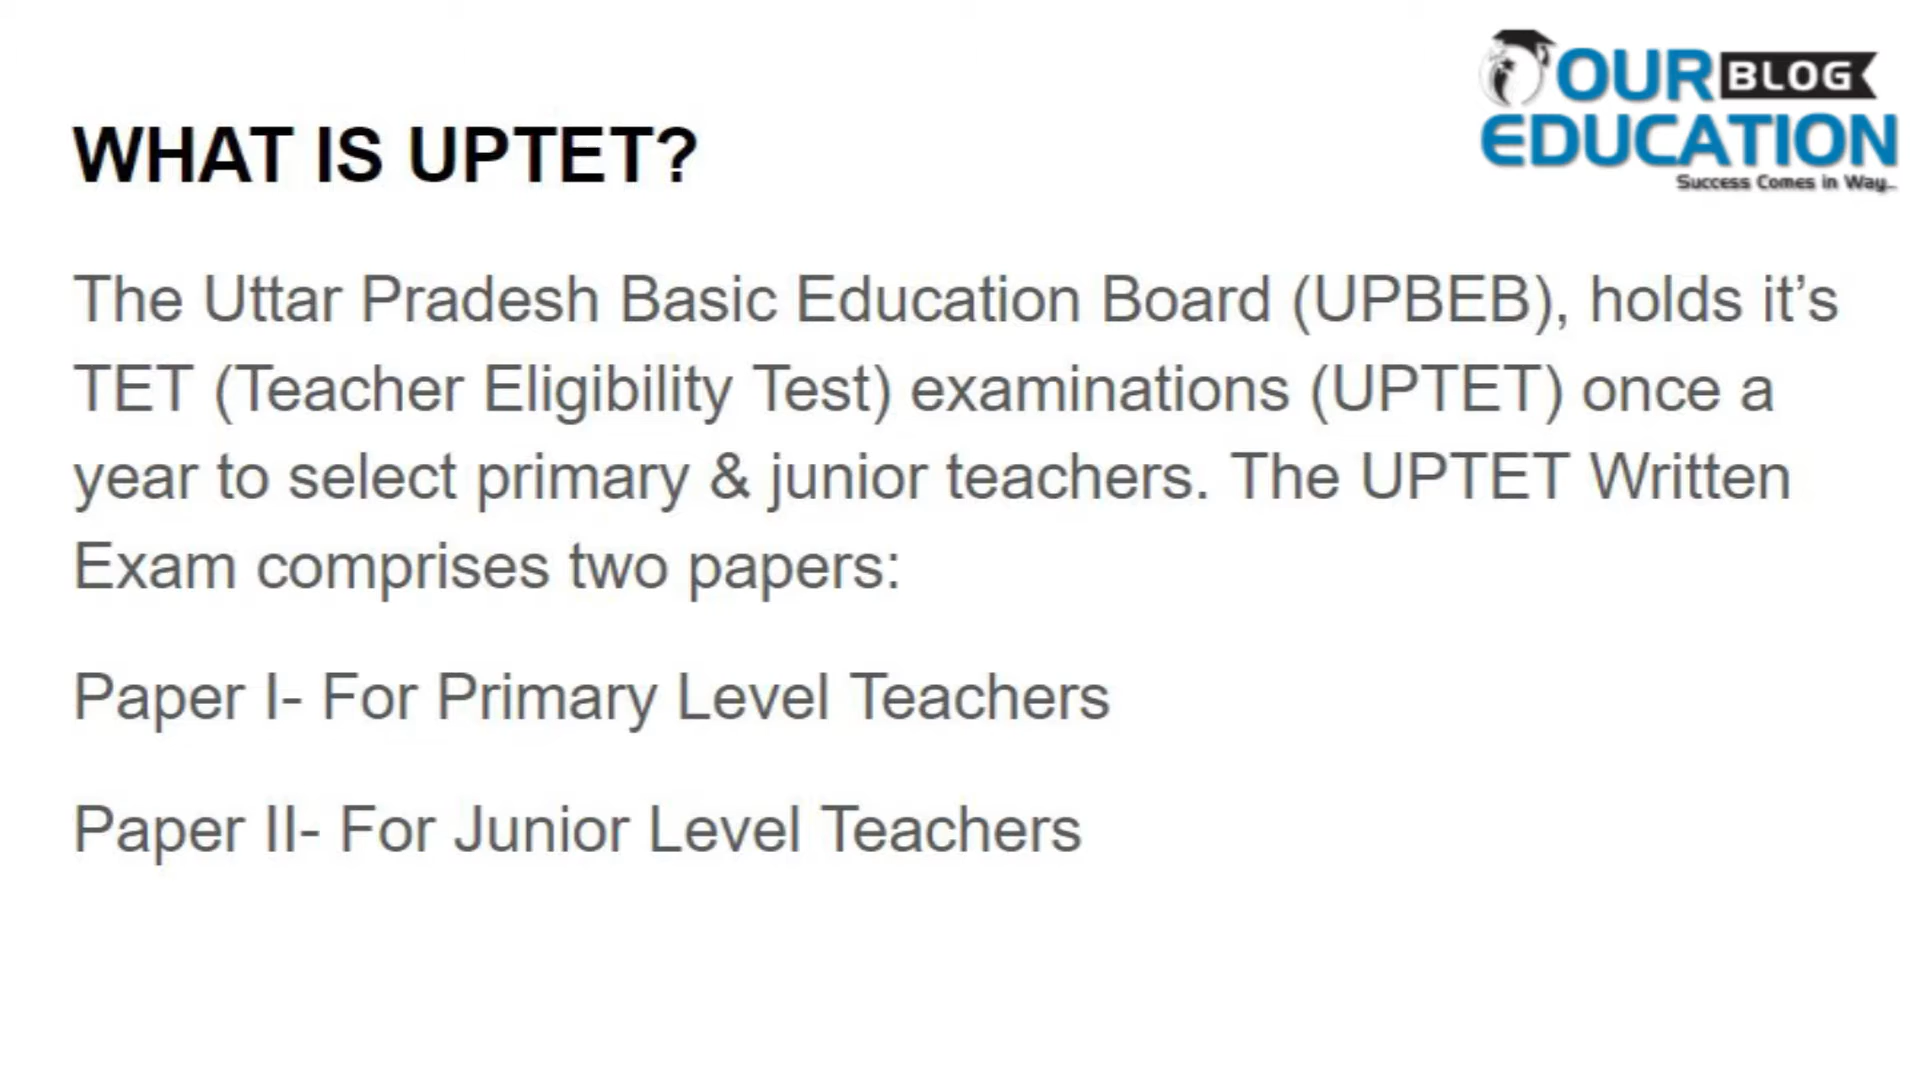 OUR BLOG
EDUCATION
Success Comes in Way...
WHAT IS UPTET?
The Uttar Pradesh Basic Education Board (UPBEB), holds it’s
TET (Teacher Eligibility Test) examinations (UPTET) once a
year to select primary & junior teachers. The UPTET Written
Exam comprises two papers:
Paper I- For Primary Level Teachers
Paper II- For Junior Level Teachers